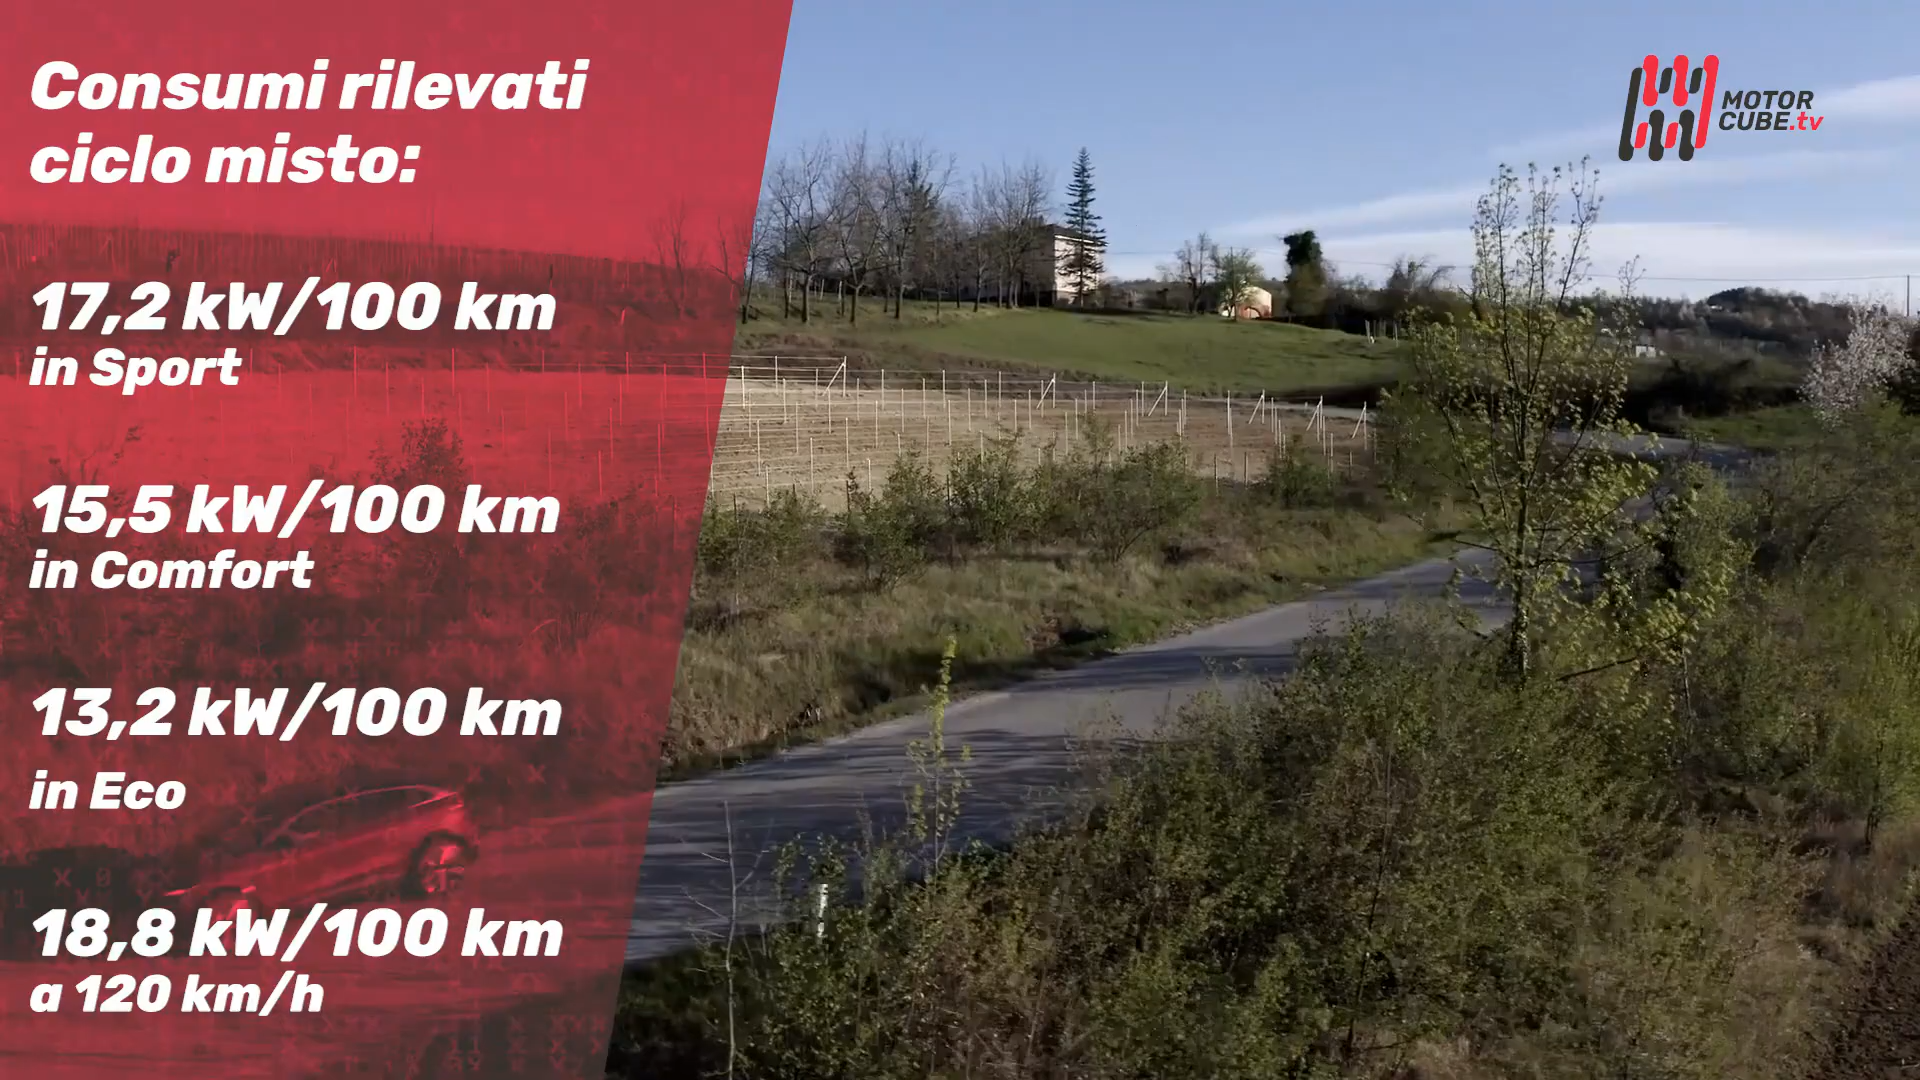 Consumi rilevati
ciclo misto:
17,2 kW/100 km
in Sport
15,5 kW/100 km
in Comfort
13,2 kW/100 km
in Eco
18,8 kW/100 km
a 120 km/h
MOTOR
CUBE.tv